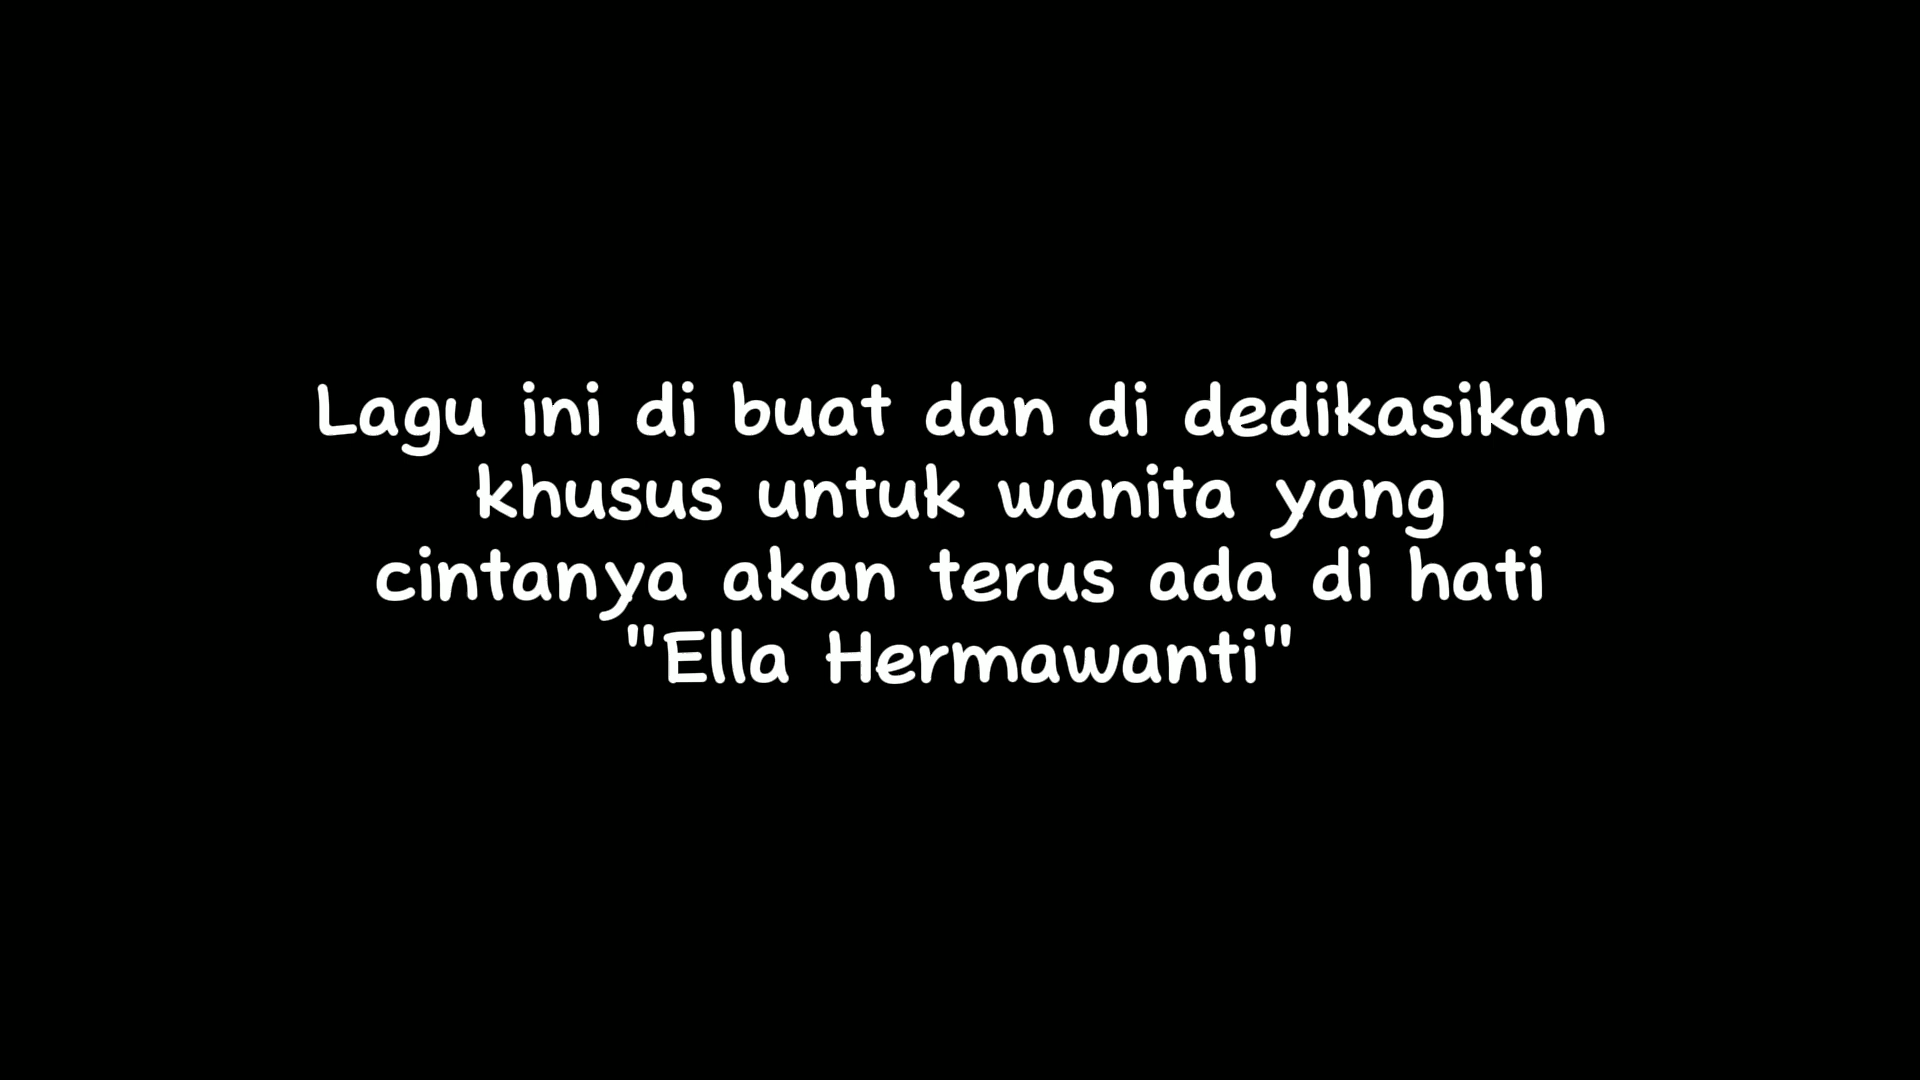 Lagu ini di buat dan di dedikasikan
khusus untuk wanita yang
cintanya akan terus ada di hati
"Ella Hermawanti"